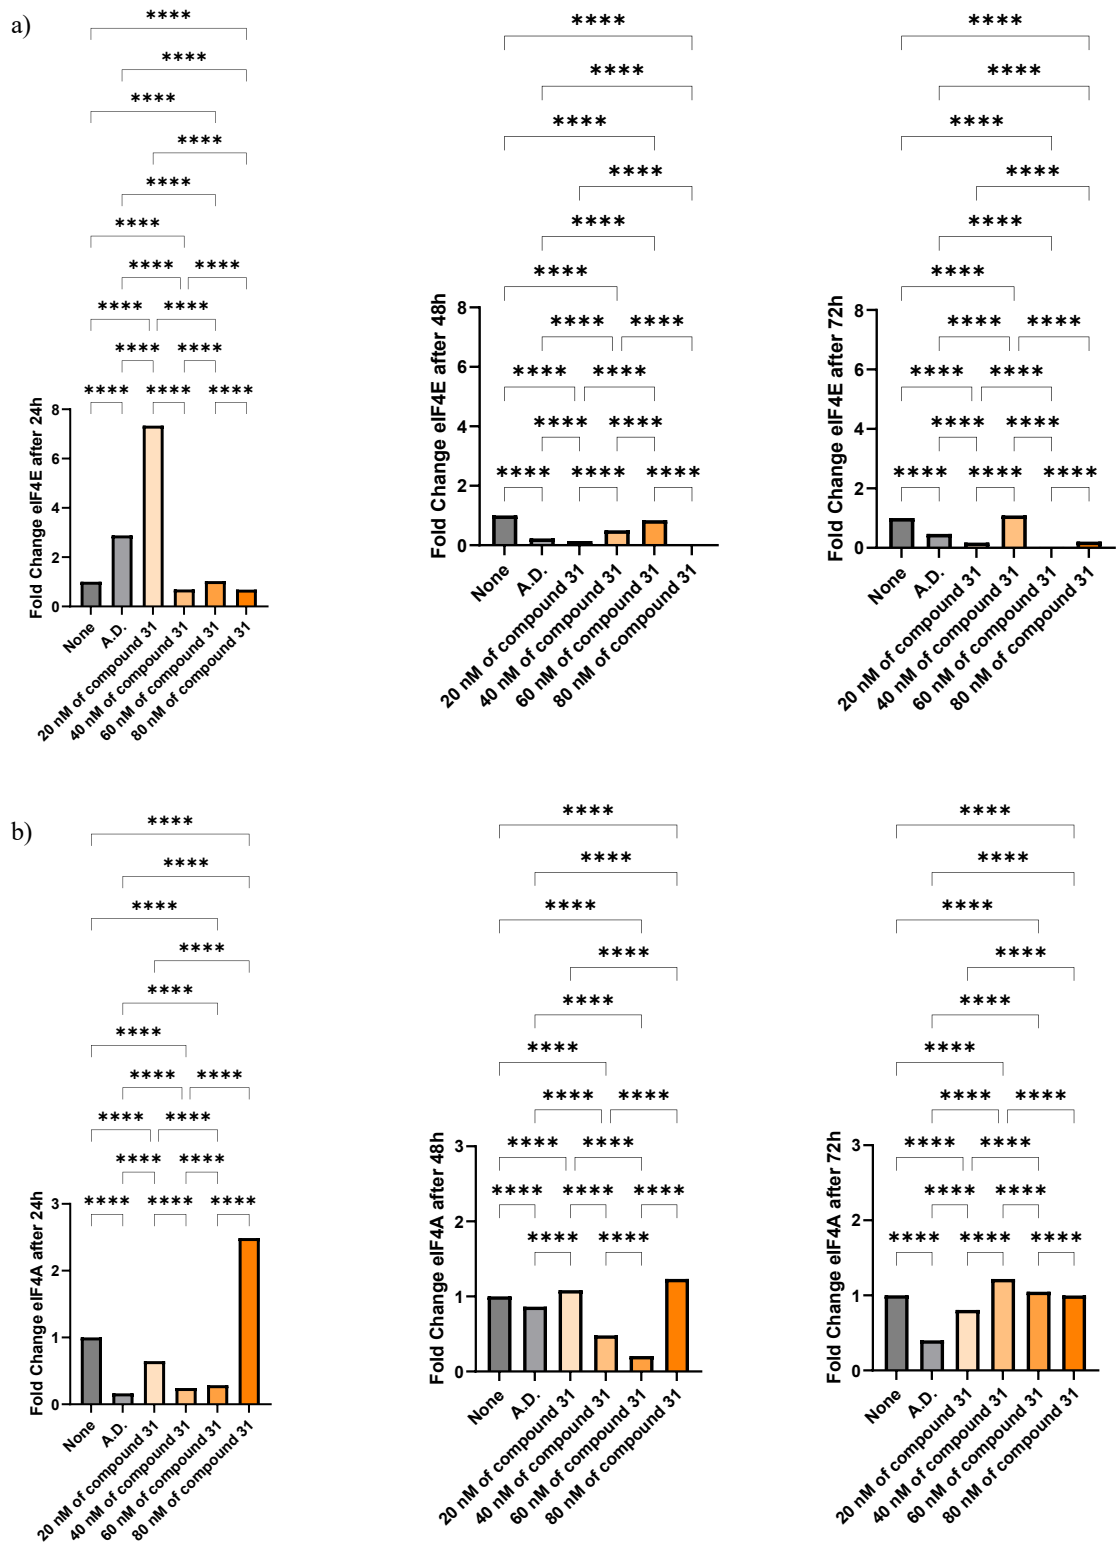 a)
****
****
****
****
****
****
**** ****
**** ****
**** ****
**** **** ****
Fold Change eIF4E after 24h
8
6
4
2
0
None
A.D.
20 nM of compound 31
40 nM of compound 31
60 nM of compound 31
80 nM of compound 31
****
****
****
****
****
****
**** ****
**** ****
**** ****
**** **** ****
Fold Change eIF4E after 48h
8
6
4
2
0
None
A.D.
20 nM of compound 31
40 nM of compound 31
60 nM of compound 31
80 nM of compound 31
****
****
****
****
****
****
**** ****
**** ****
**** ****
**** **** ****
Fold Change eIF4E after 72h
8
6
4
2
0
None
A.D.
20 nM of compound 31
40 nM of compound 31
60 nM of compound 31
80 nM of compound 31
b)
****
****
****
****
****
****
**** ****
**** ****
**** ****
**** **** ****
Fold Change eIF4A after 24h
3
2
1
0
None
A.D.
20 nM of compound 31
40 nM of compound 31
60 nM of compound 31
80 nM of compound 31
****
****
****
****
****
****
**** ****
**** ****
**** **** ****
**** ****
Fold Change eIF4A after 48h
3
2
1
0
None
A.D.
20 nM of compound 31
40 nM of compound 31
60 nM of compound 31
80 nM of compound 31
****
****
****
****
****
****
**** ****
**** ****
**** ****
**** **** ****
Fold Change eIF4A after 72h
3
2
1
0
None
A.D.
20 nM of compound 31
40 nM of compound 31
60 nM of compound 31
80 nM of compound 31